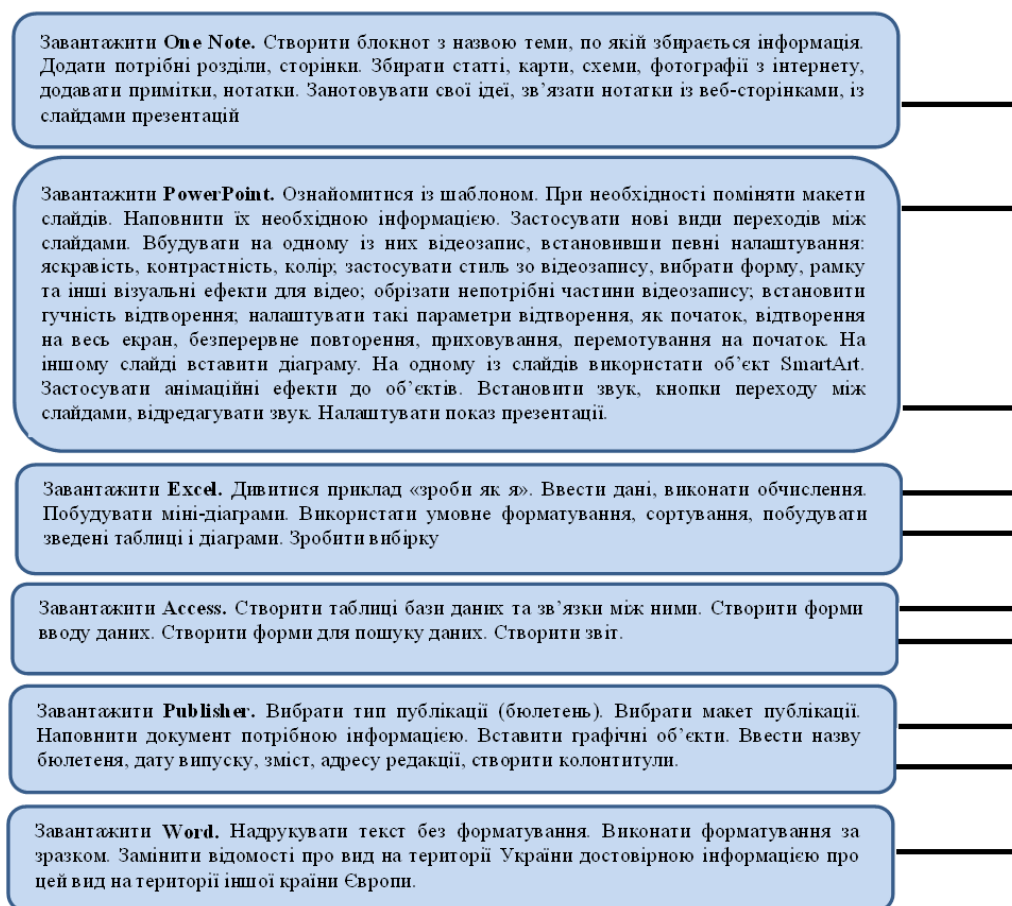 Завантажити One Note. Створити блокнот з назвою теми, по якій збирається інформація.
Додати потрібні розділи, сторінки. Збирати статті, карти, схеми, фотографії з інтернету,
додавати примітки, нотатки. Занотовувати свої ідеї, зв’язати нотатки із веб-сторінками, із
слайдами презентацій
Завантажити PowerPoint. Ознайомитися із шаблоном. При необхідності поміняти макети
слайдів. Наповнити їх необхідною інформацією. Застосувати нові види переходів між
слайдами. Вбудувати на одному із них відеозапис, встановивши певні налаштування:
яскравість, контрастність, колір; застосувати стиль зо відеозапису, вибрати форму, рамку
та інші візуальні ефекти для відео; обрізати непотрібні частини відеозапису; встановити
гучність відтворення; налаштувати такі параметри відтворення, як початок, відтворення
на весь екран, безперервне повторення, приховування, перемотування на початок. На
іншому слайді вставити діаграму. На одному із слайдів використати об’єкт SmartArt.
Застосувати анімаційні ефекти до об’єктів. Встановити звук, кнопки переходу між
слайдами, відредагувати звук. Налаштувати показ презентації.
Завантажити Excel. Дивитися приклад «зроби як я». Ввести дані, виконати обчислення.
Побудувати міні-діаграми. Використати умовне форматування, сортування, побудувати
зведені таблиці і діаграми. Зробити вибірку
Завантажити Access. Створити таблиці бази даних та зв’язки між ними. Створити форми
вводу даних. Створити форми для пошуку даних. Створити звіт.
Завантажити Publisher. Вибрати тип публікації (бюлетень). Вибрати макет публікації.
Наповнити документ потрібною інформацією. Вставити графічні об’єкти. Ввести назву
бюлетеня, дату випуску, зміст, адресу редакції, створити колонтитули.
Завантажити Word. Надрукувати текст без форматування. Виконати форматування за
зразком. Замінити відомості про вид на території України достовірною інформацією про
цей вид на території іншої країни Європи.